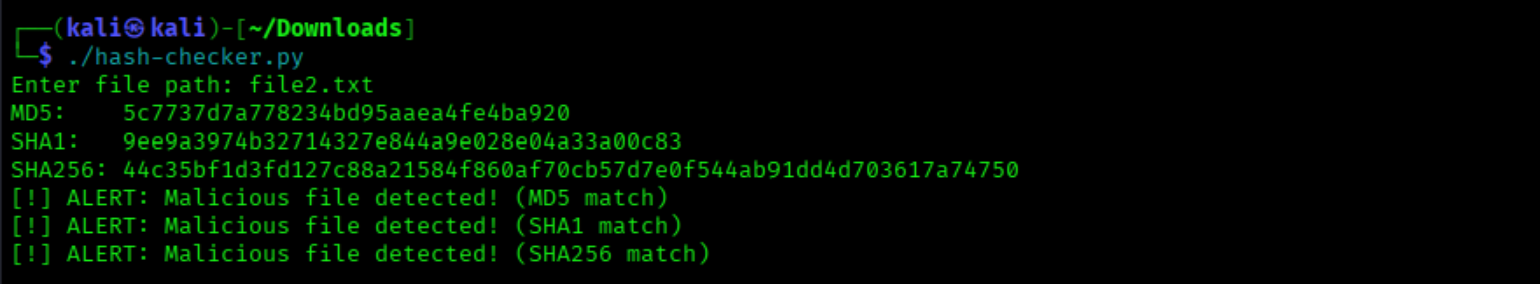 ┌──(kali㉿kali)-[~/Downloads]
└─$ ./hash-checker.py
Enter file path: file2.txt
MD5:    5c7737d7a778234bd95aaea4fe4ba920
SHA1:   9ee9a3974b32714327e844a9e028e04a33a00c83
SHA256: 44c35bf1d3fd127c88a21584f860af70cb57d7e0f544ab91dd4d703617a74750
[!] ALERT: Malicious file detected! (MD5 match)
[!] ALERT: Malicious file detected! (SHA1 match)
[!] ALERT: Malicious file detected! (SHA256 match)